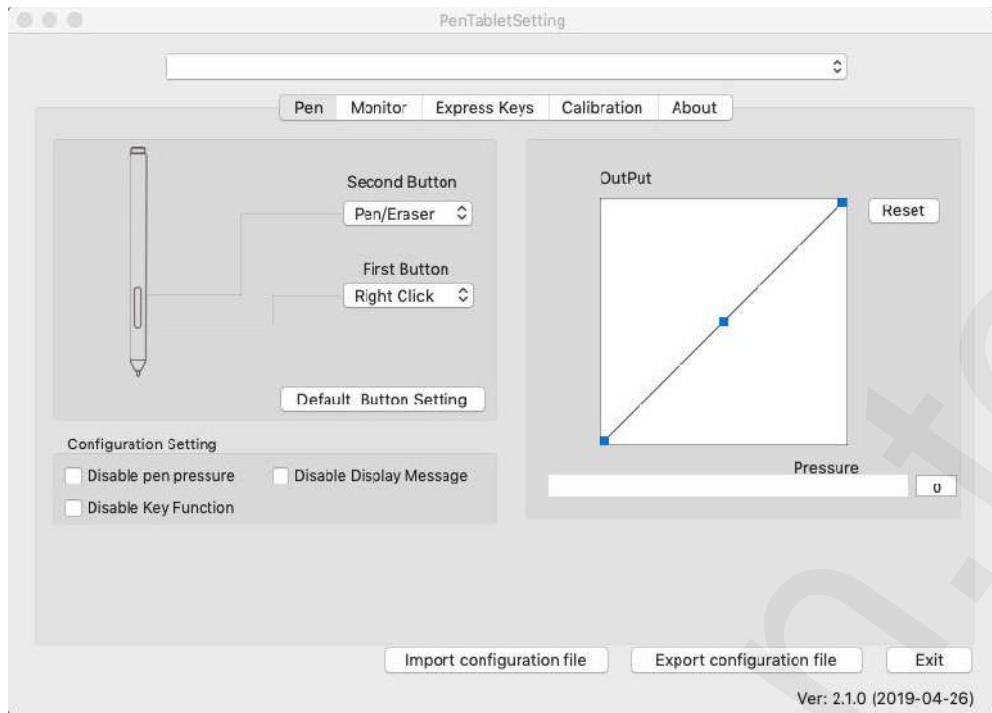 PenTabletSetting
Pen Monitor Express Keys Calibration About
Second Button
Pen/Eraser
First Button
Right Click
Default Button Setting
OutPut
Reset
Pressure
0
Configuration Setting
Disable pen pressure Disable Display Message
Disable Key Function
Import configuration file Export configuration file Exit
Ver: 2.1.0 (2019-04-26)